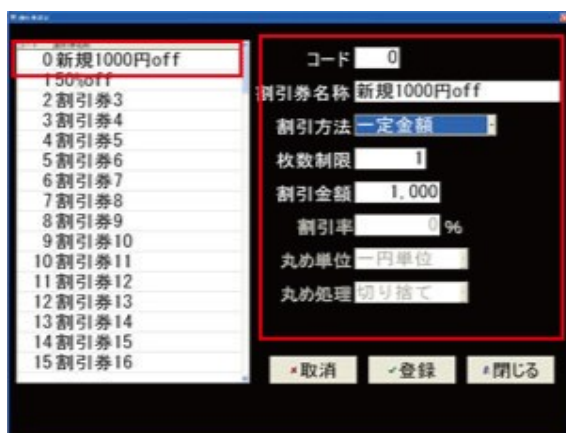 0 新規1000円off
1 50%off
2 割引券3
3 割引券4
4 割引券5
5 割引券6
6 割引券7
7 割引券8
8 割引券9
9 割引券10
10 割引券11
11 割引券12
12 割引券13
13 割引券14
14 割引券15
15 割引券16
コード 0
割引券名称 新規1000円off
割引方法 一定金額
枚数制限 1
割引金額 1,000
割引率 0 %
丸め単位 一円単位
丸め処理 切り捨て
取消 登録 閉じる